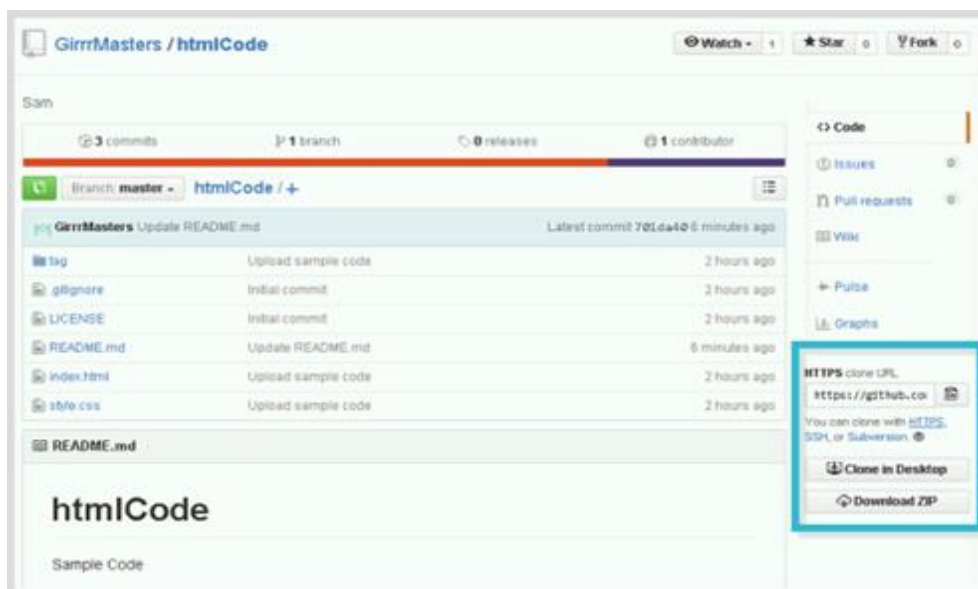 GirrrMasters / htmlCode
Watch 1 Star 0 Fork 0
Sam
3 commits 1 branch 0 releases 1 contributor
Branch: master htmlCode / +
GirrrMasters Update README.md Latest commit 6 minutes ago
tag Upload sample code 2 hours ago
.gitignore Initial commit 2 hours ago
LICENSE Initial commit 2 hours ago
README.md Update README.md 6 minutes ago
index.html Upload sample code 2 hours ago
style.css Upload sample code 2 hours ago
README.md
htmlCode
Sample Code
<> Code
Issues 0
Pull requests 0
Wiki
Pulse
Graphs
HTTPS clone URL
https://github.co
You can clone with HTTPS,
SSH, or Subversion.
Clone in Desktop
Download ZIP